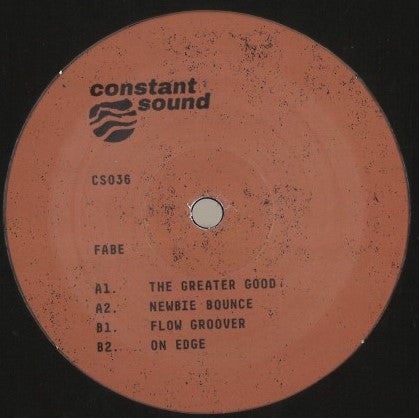 constant
sound
CS036
FABE
A1. THE GREATER GOOD
A2. NEWBIE BOUNCE
B1. FLOW GROOVER
B2. ON EDGE